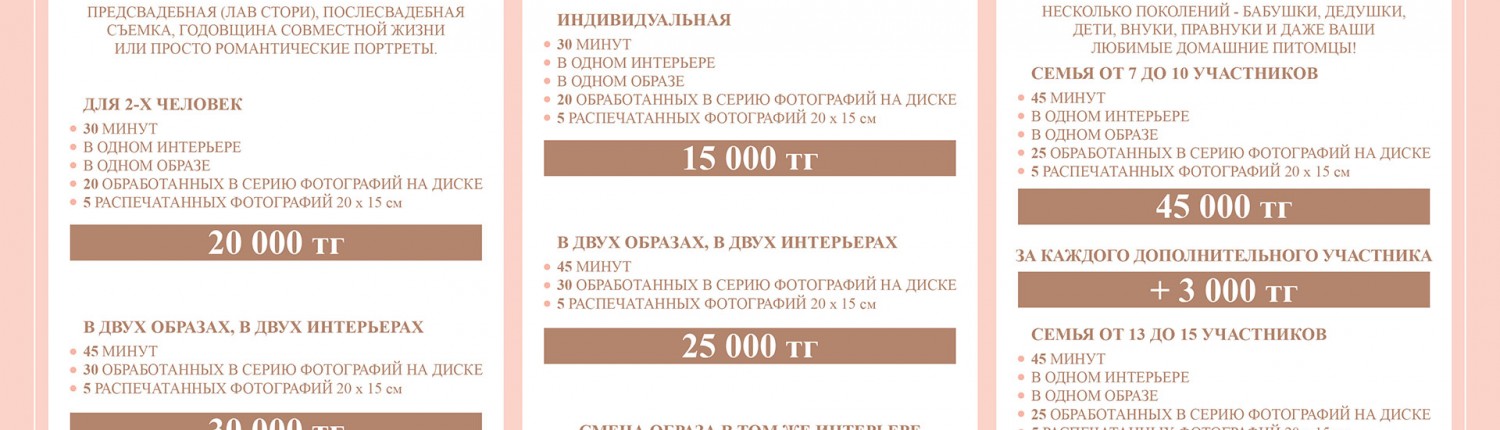 ПРЕДСВАДЕБНАЯ (ЛАВ СТОРИ), ПОСЛЕСВАДЕБНАЯ
СЪЕМКА, ГОДОВЩИНА СОВМЕСТНОЙ ЖИЗНИ
ИЛИ ПРОСТО РОМАНТИЧЕСКИЕ ПОРТРЕТЫ.
ДЛЯ 2-Х ЧЕЛОВЕК
30 МИНУТ
В ОДНОМ ИНТЕРЬЕРЕ
В ОДНОМ ОБРАЗЕ
20 ОБРАБОТАННЫХ В СЕРИЮ ФОТОГРАФИЙ НА ДИСКЕ
5 РАСПЕЧАТАННЫХ ФОТОГРАФИЙ 20 х 15 см
20 000 тг
В ДВУХ ОБРАЗАХ, В ДВУХ ИНТЕРЬЕРАХ
45 МИНУТ
30 ОБРАБОТАННЫХ В СЕРИЮ ФОТОГРАФИЙ НА ДИСКЕ
5 РАСПЕЧАТАННЫХ ФОТОГРАФИЙ 20 х 15 см
30 000 тг
ИНДИВИДУАЛЬНАЯ
30 МИНУТ
В ОДНОМ ИНТЕРЬЕРЕ
В ОДНОМ ОБРАЗЕ
20 ОБРАБОТАННЫХ В СЕРИЮ ФОТОГРАФИЙ НА ДИСКЕ
5 РАСПЕЧАТАННЫХ ФОТОГРАФИЙ 20 х 15 см
15 000 тг
В ДВУХ ОБРАЗАХ, В ДВУХ ИНТЕРЬЕРАХ
45 МИНУТ
30 ОБРАБОТАННЫХ В СЕРИЮ ФОТОГРАФИЙ НА ДИСКЕ
5 РАСПЕЧАТАННЫХ ФОТОГРАФИЙ 20 х 15 см
25 000 тг
СМЕНА ОБРАЗА В ТОМ ЖЕ ИНТЕРЬЕРЕ
НЕСКОЛЬКО ПОКОЛЕНИЙ - БАБУШКИ, ДЕДУШКИ,
ДЕТИ, ВНУКИ, ПРАВНУКИ И ДАЖЕ ВАШИ
ЛЮБИМЫЕ ДОМАШНИЕ ПИТОМЦЫ!
СЕМЬЯ ОТ 7 ДО 10 УЧАСТНИКОВ
45 МИНУТ
В ОДНОМ ИНТЕРЬЕРЕ
В ОДНОМ ОБРАЗЕ
25 ОБРАБОТАННЫХ В СЕРИЮ ФОТОГРАФИЙ НА ДИСКЕ
5 РАСПЕЧАТАННЫХ ФОТОГРАФИЙ 20 х 15 см
45 000 тг
ЗА КАЖДОГО ДОПОЛНИТЕЛЬНОГО УЧАСТНИКА
+ 3 000 тг
СЕМЬЯ ОТ 13 ДО 15 УЧАСТНИКОВ
45 МИНУТ
В ОДНОМ ИНТЕРЬЕРЕ
В ОДНОМ ОБРАЗЕ
25 ОБРАБОТАННЫХ В СЕРИЮ ФОТОГРАФИЙ НА ДИСКЕ